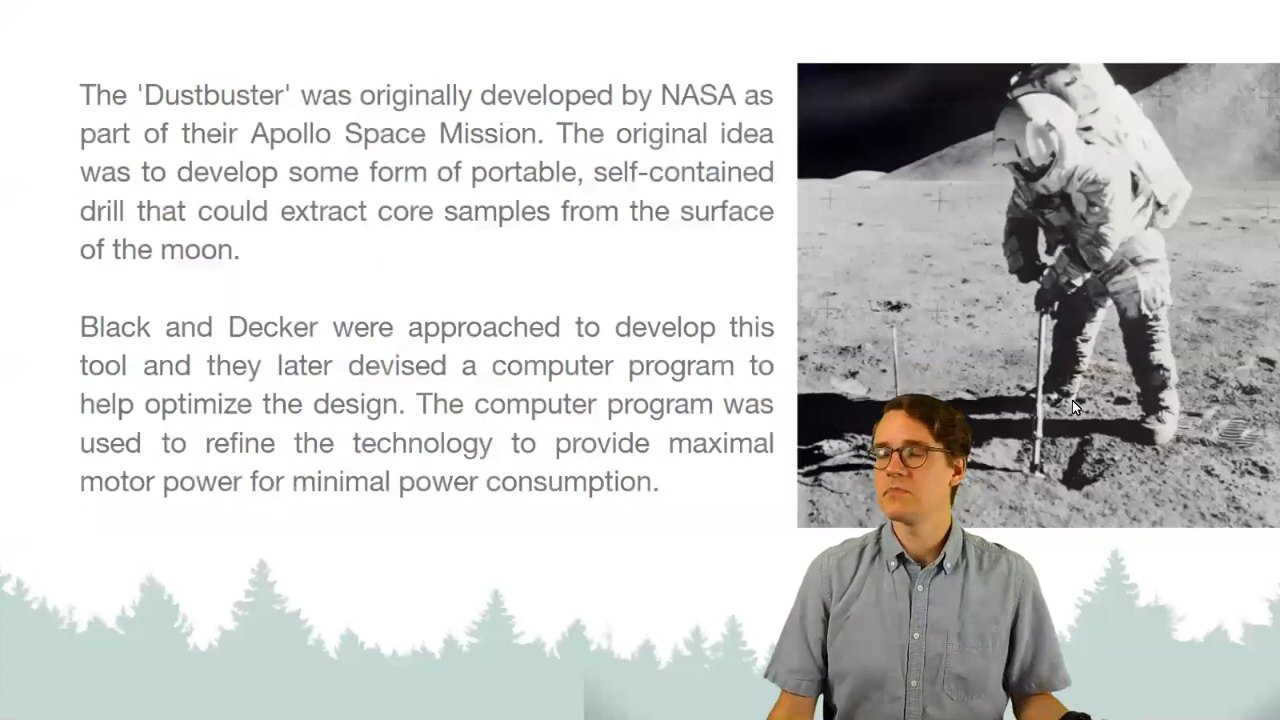 The 'Dustbuster' was originally developed by NASA as
part of their Apollo Space Mission. The original idea
was to develop some form of portable, self-contained
drill that could extract core samples from the surface
of the moon.
Black and Decker were approached to develop this
tool and they later devised a computer program to
help optimize the design. The computer program was
used to refine the technology to provide maximal
motor power for minimal power consumption.